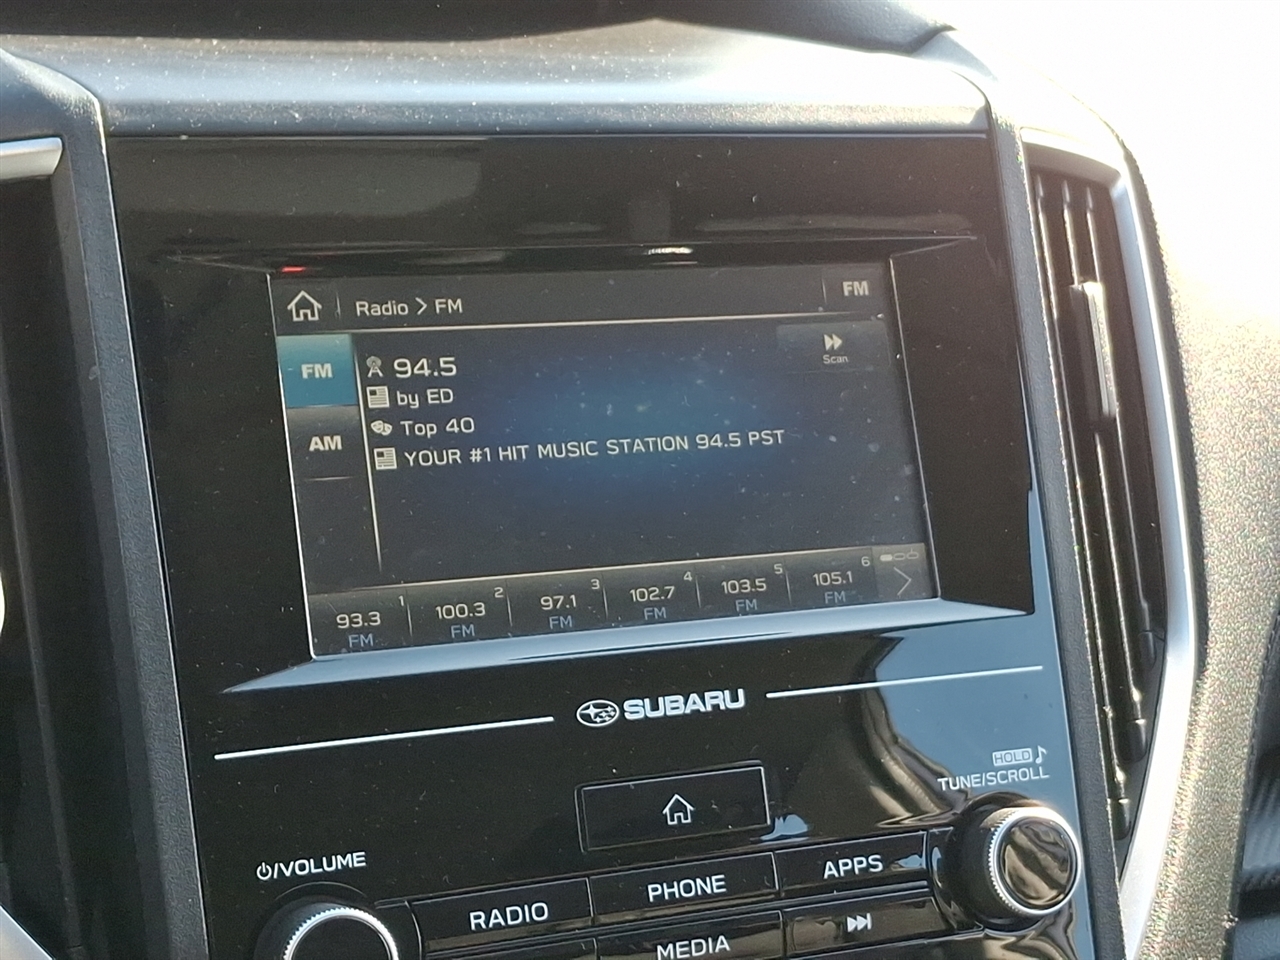 Radio > FM
FM
FM
94.5
Scan
by ED
AM
Top 40
YOUR #1 HIT MUSIC STATION 94.5 PST
1
93.3
FM
2
100.3
FM
3
97.1
FM
4
102.7
FM
5
103.5
FM
6
105.1
FM
SUBARU
HOLD
TUNE/SCROLL
/VOLUME
RADIO
PHONE
APPS
MEDIA